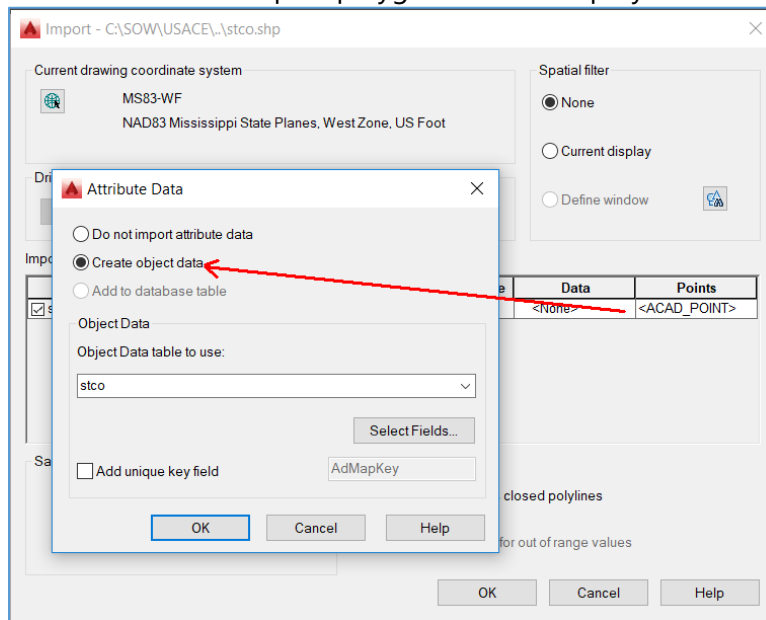 Import - C:\SOW\USACE\..\stco.shp
Current drawing coordinate system
MS83-WF
NAD83 Mississippi State Planes, West Zone, US Foot
Spatial filter
None
Current display
Define window
Attribute Data
Do not import attribute data
Create object data
Add to database table
Object Data
Object Data table to use:
stco
Select Fields...
Add unique key field
AdMapKey
OK Cancel Help
Data Points
<None> <ACAD_POINT>
closed polylines
for out of range values
OK Cancel Help